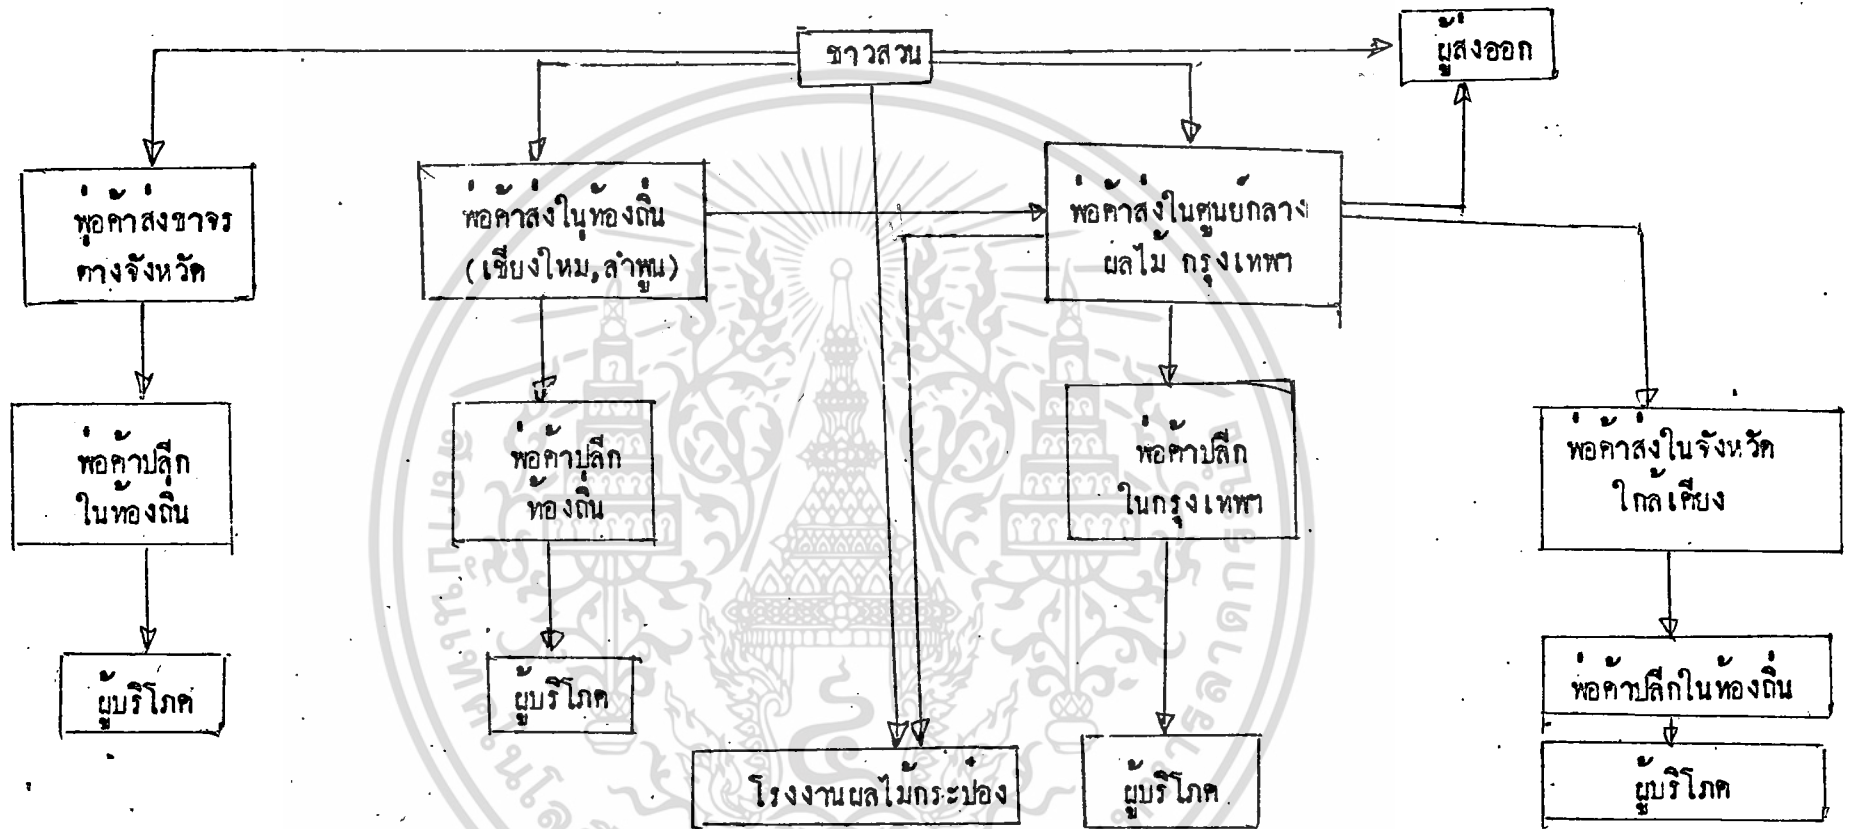 ชาวสวน
ผู้ส่งออก
พ่อค้าส่งขาจร
ตางจังหวัด
พ่อค้าส่งในท้องถิ่น
(เชียงใหม,ลำพูน)
พ่อค้าส่งในศูนย์กลาง
ผลไม้ กรุงเทพฯ
พ่อค้าปลีก
ในท้องถิ่น
พ่อค้าปลีก
ท้องถิ่น
พ่อค้าปลีก
ในกรุงเทพฯ
พ่อค้าส่งในจังหวัด
ใกล้เคียง
ผู้บริโภค
ผู้บริโภค
โรงงานผลไม้กระป๋อง
ผู้บริโภค
พ่อค้าปลีกในท้องถิ่น
ผู้บริโภค